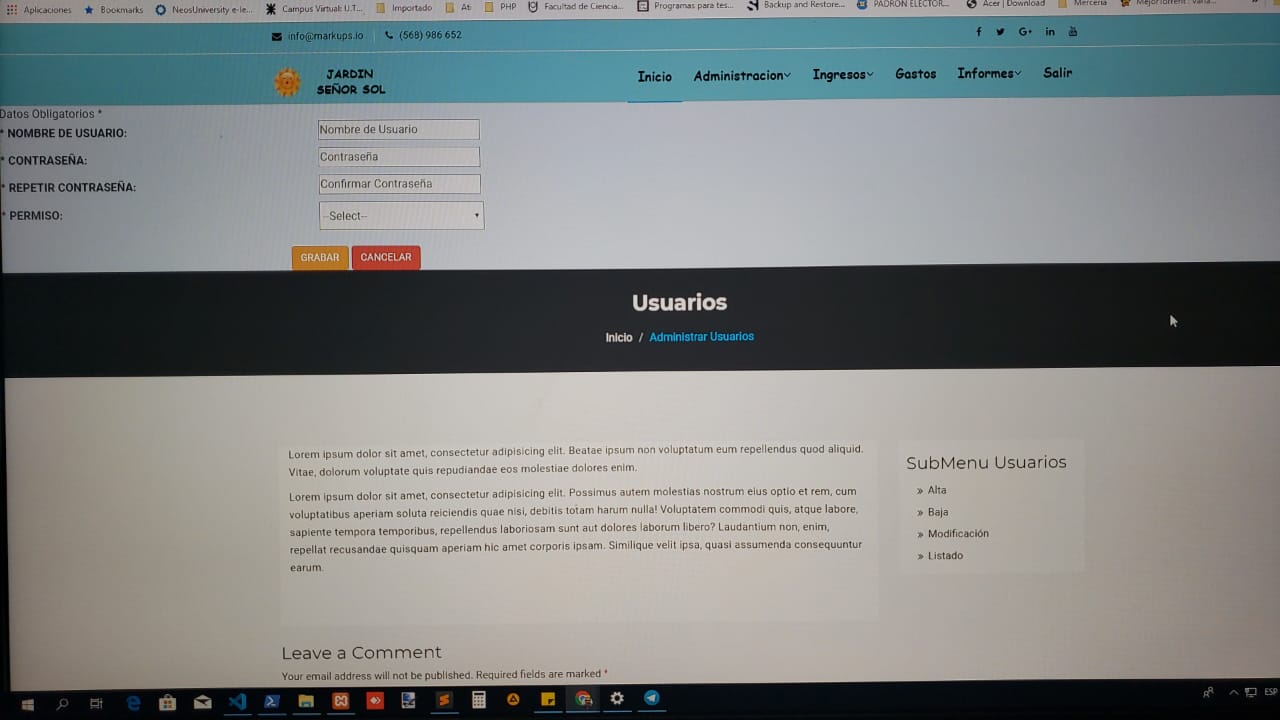 Aplicaciones Bookmarks NeosUniversity e-le... Campus Virtual: U.T... Importado Ati PHP Facultad de Ciencia... Programas para tes... Backup and Restore... PADRON ELECTOR... Acer | Download Merceria MejorTorrent : Varia...
info@markups.io (568) 986 652
JARDIN
SEÑOR SOL
Inicio Administracion Ingresos Gastos Informes Salir
Datos Obligatorios *
* NOMBRE DE USUARIO: Nombre de Usuario
* CONTRASEÑA: Contraseña
* REPETIR CONTRASEÑA: Confirmar Contraseña
* PERMISO: --Select--
GRABAR CANCELAR
Usuarios
Inicio / Administrar Usuarios
Lorem ipsum dolor sit amet, consectetur adipisicing elit. Beatae ipsum non voluptatum eum repellendus quod aliquid.
Vitae, dolorum voluptate quis repudiandae eos molestiae dolores enim.
Lorem ipsum dolor sit amet, consectetur adipisicing elit. Possimus autem molestias nostrum eius optio et rem, cum
voluptatibus aperiam soluta reiciendis quae nisi, debitis totam harum nulla! Voluptatem commodi quis, atque labore,
sapiente tempora temporibus, repellendus laboriosam sunt aut dolores laborum libero? Laudantium non, enim,
repellat recusandae quisquam aperiam hic amet corporis ipsam. Similique velit ipsa, quasi assumenda consequuntur
earum.
SubMenu Usuarios
» Alta
» Baja
» Modificación
» Listado
Leave a Comment
Your email address will not be published. Required fields are marked *
ESP